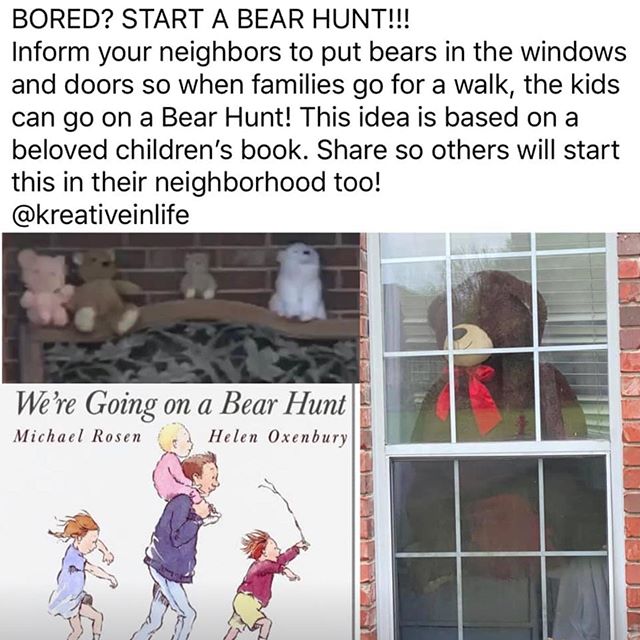 BORED? START A BEAR HUNT!!!
Inform your neighbors to put bears in the windows
and doors so when families go for a walk, the kids
can go on a Bear Hunt! This idea is based on a
beloved children’s book. Share so others will start
this in their neighborhood too!
@kreativeinlife
We’re Going on a Bear Hunt
Michael Rosen Helen Oxenbury